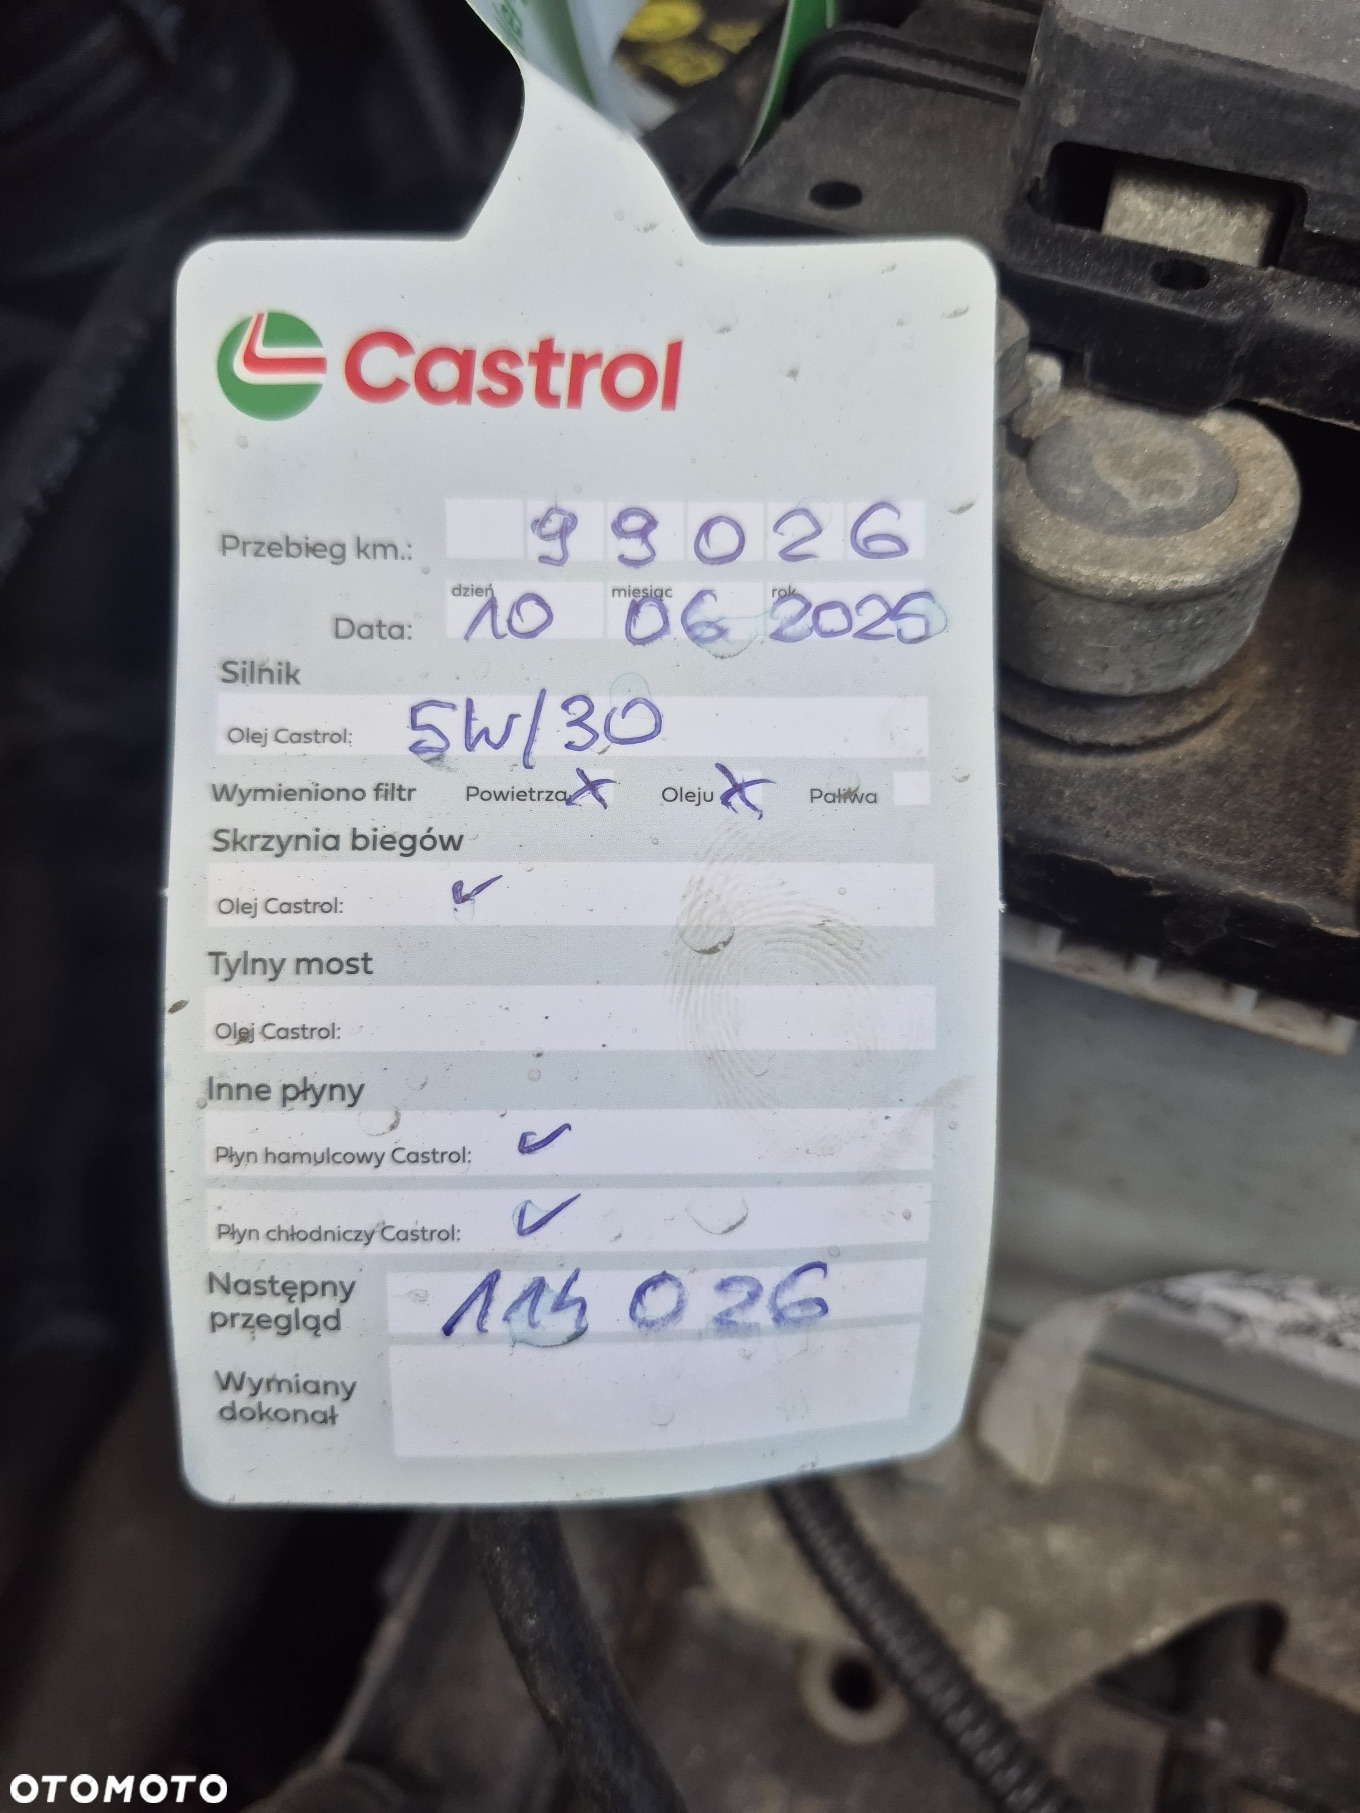 Castrol
Przebieg km.: 99026
dzień miesiąc rok
Data: 10 06 2025
Silnik
Olej Castrol: 5W/30
Wymieniono filtr Powietrza X Oleju X Paliwa
Skrzynia biegów
Olej Castrol: ✓
Tylny most
Olej Castrol:
Inne płyny
Płyn hamulcowy Castrol: ✓
Płyn chłodniczy Castrol: ✓
Następny
przegląd 114 026
Wymiany
dokonał
OTOMOTO